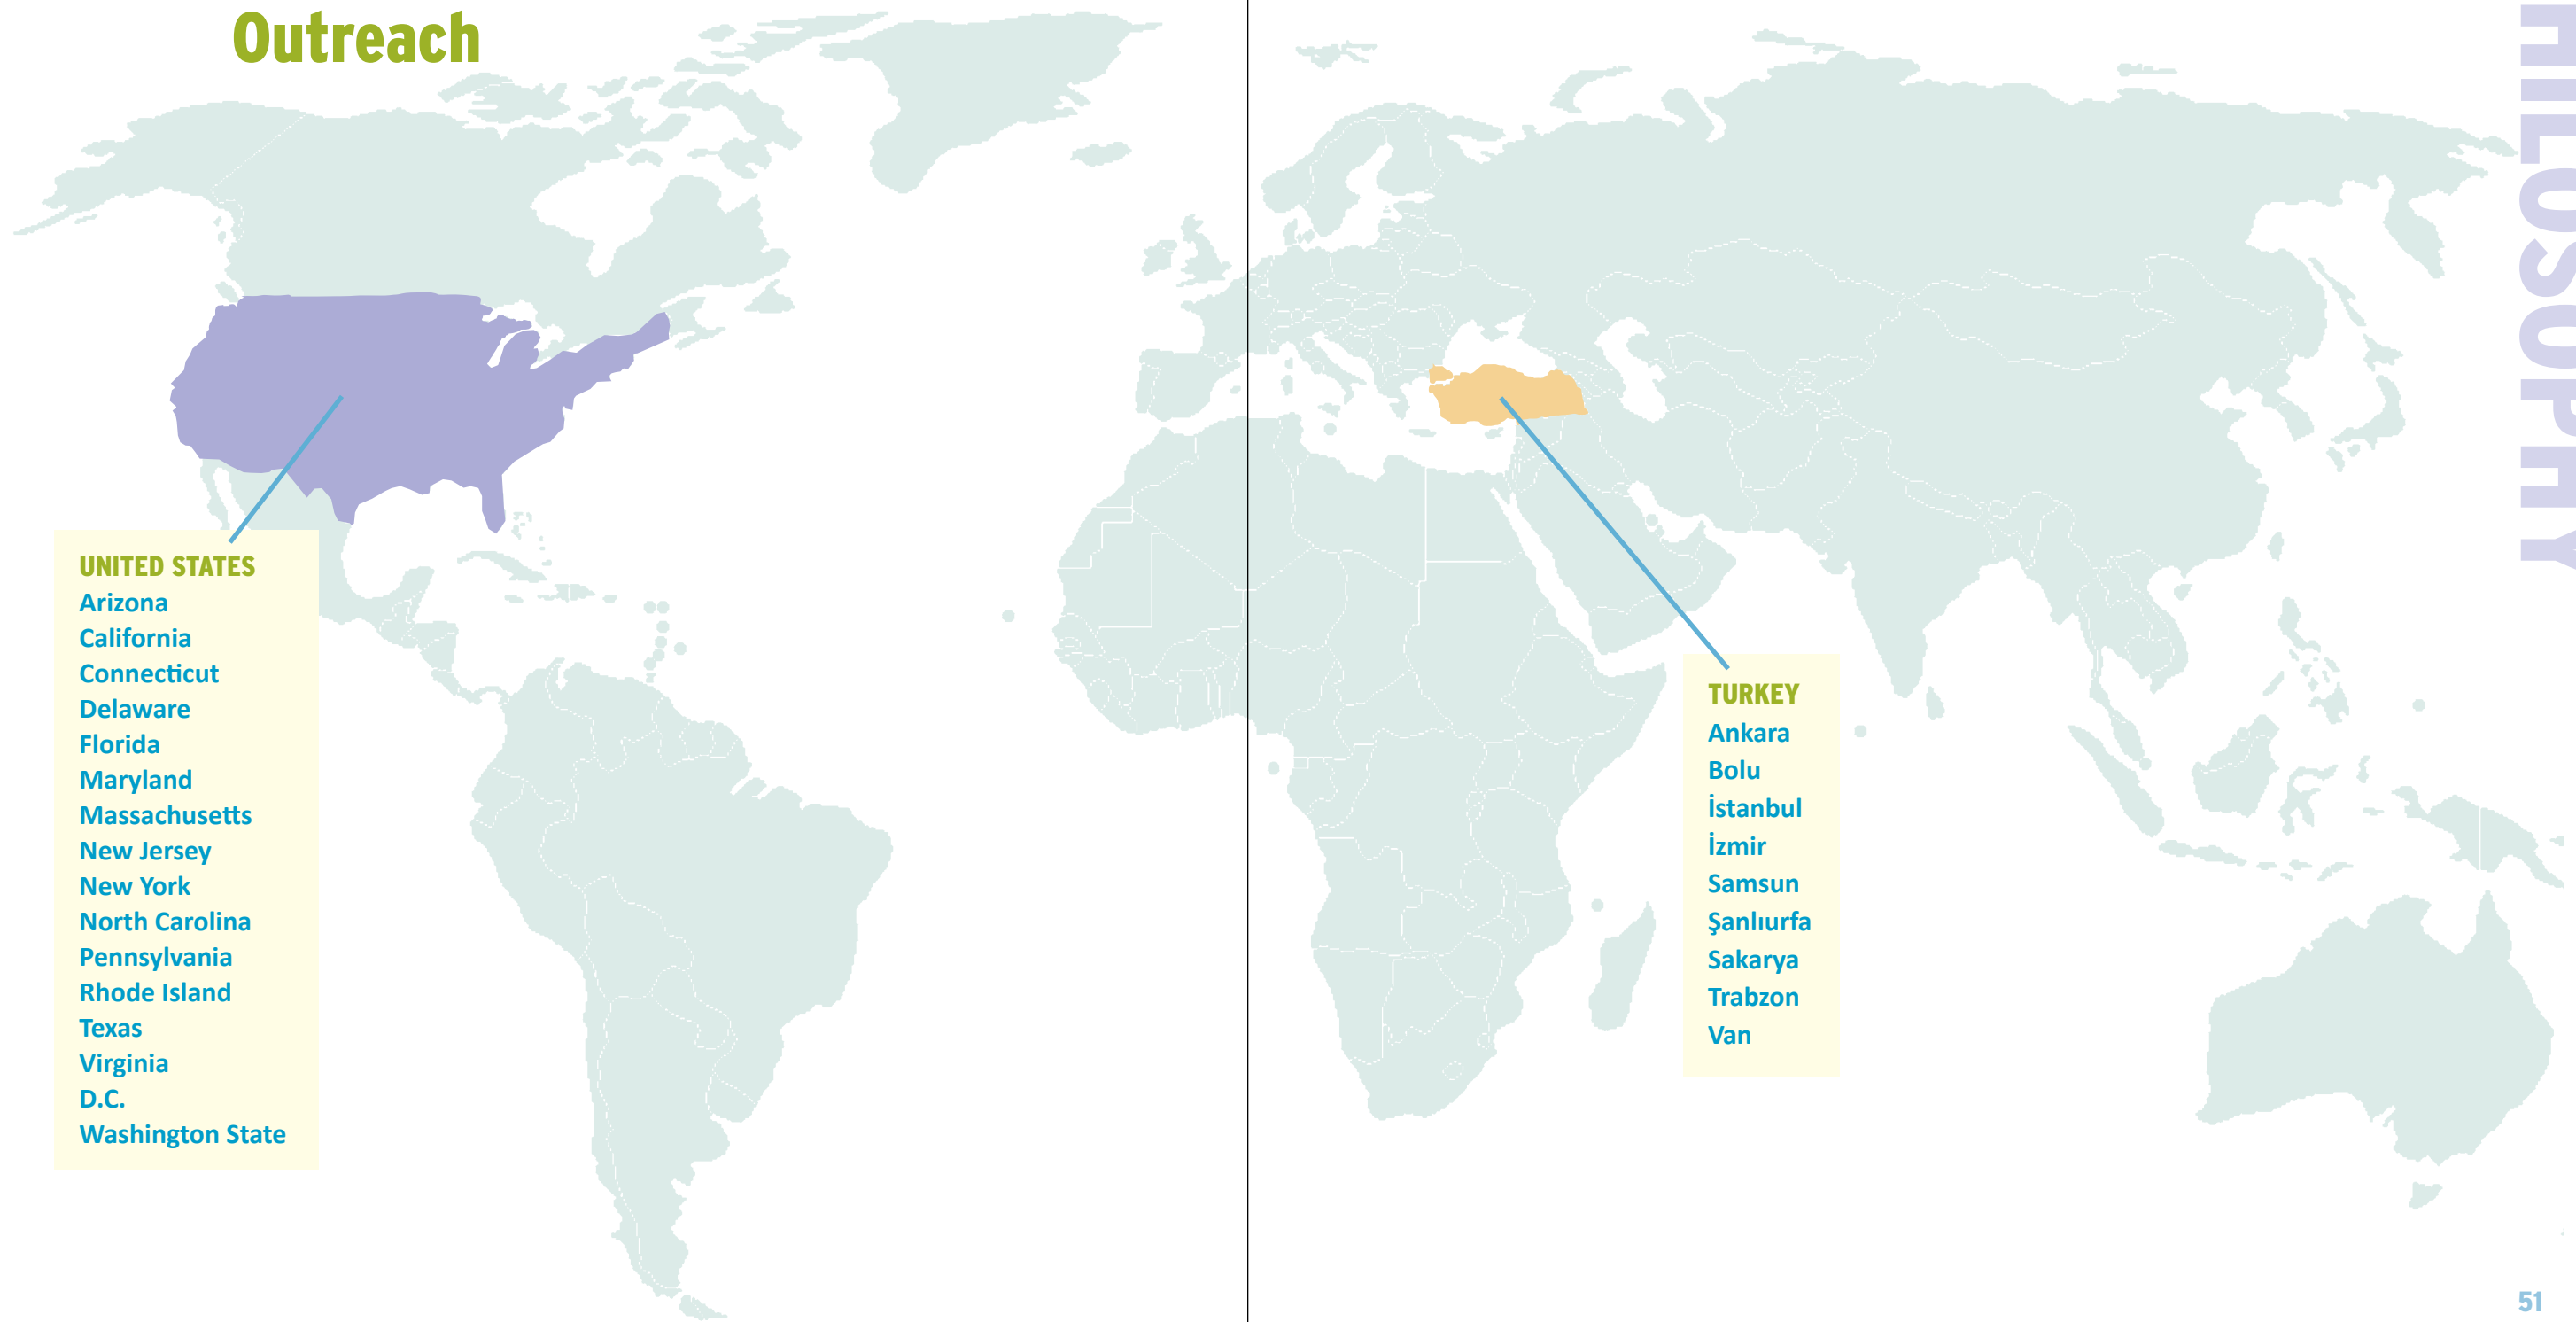 Outreach
UNITED STATES
Arizona
California
Connecticut
Delaware
Florida
Maryland
Massachusetts
New Jersey
New York
North Carolina
Pennsylvania
Rhode Island
Texas
Virginia
D.C.
Washington State
TURKEY
Ankara
Bolu
İstanbul
İzmir
Samsun
Şanlıurfa
Sakarya
Trabzon
Van
HILOSOPHY
51